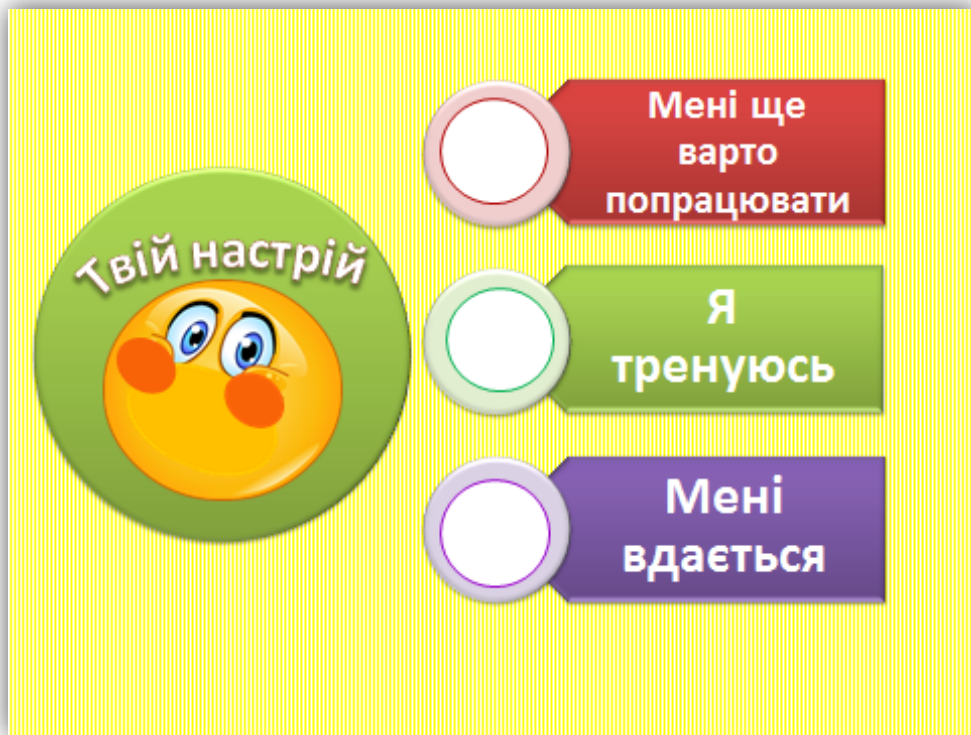 Твій настрій
Мені ще
варто
попрацювати
Я
тренуюсь
Мені
вдається